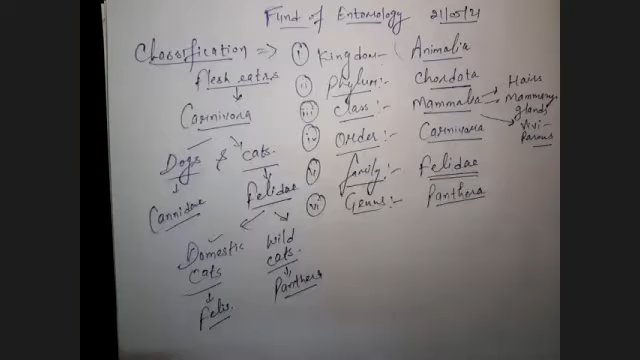 Fund of Entomology 21/05/21
Classification => i Kingdom- Animalia
Flesh eaters
Carnivora
Dogs & Cats.
Cannidae Felidae
Domestic Cats Wild Cats.
Felis. Panthera
ii Phylum:- Chordata
iii Class:- Mammalia
Hairs
Mammary glands
Vivi-
Parous
iv Order:- Carnivora
v family:- Felidae
vi Genus:- Panthera